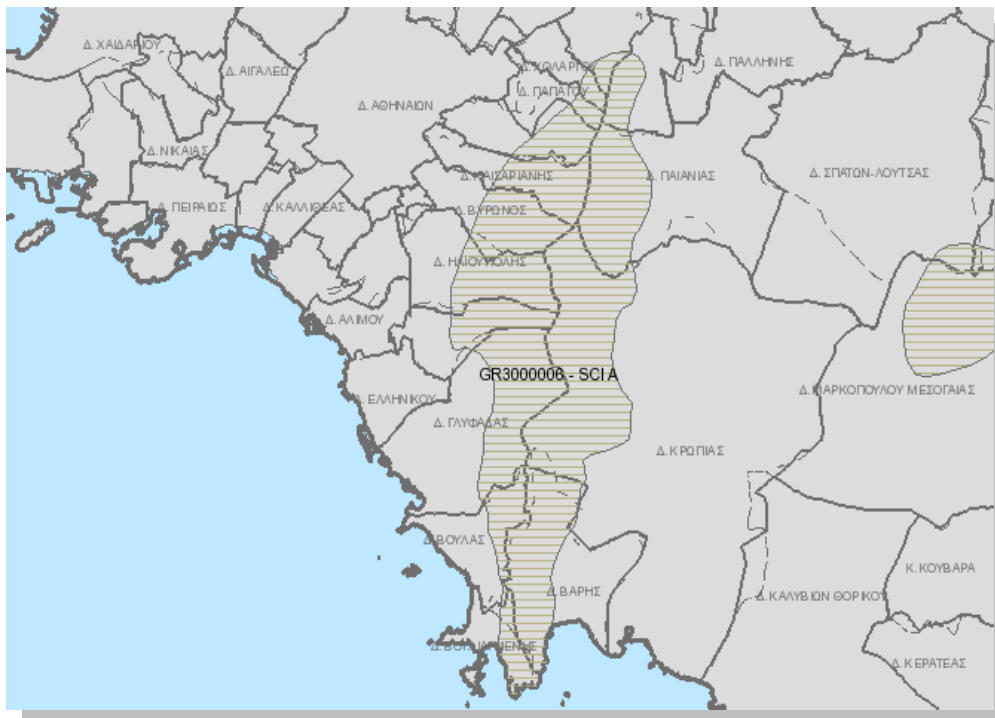 Δ. ΧΑΙΔΑΡΙΟΥ
Δ. ΧΟΛΑΡΓΟΥ
Δ. ΠΑΛΛΗΝΗΣ
Δ. ΑΙΓΑΛΕΩ
Δ. ΠΑΠΑΓΟΥ
Δ. ΑΘΗΝΑΙΩΝ
Δ. ΝΙΚΑΙΑΣ
Δ. ΚΑΙΣΑΡΙΑΝΗΣ
Δ. ΠΑΙΑΝΙΑΣ
Δ. ΣΠΑΤΩΝ-ΛΟΥΤΣΑΣ
Δ. ΠΕΙΡΑΙΩΣ
Δ. ΚΑΛΛΙΘΕΑΣ
Δ. ΒΥΡΩΝΟΣ
Δ. ΗΛΙΟΥΠΟΛΗΣ
Δ. ΑΛΙΜΟΥ
GR3000006 - SCI A
Δ. ΜΑΡΚΟΠΟΥΛΟΥ ΜΕΣΟΓΑΙΑΣ
Δ. ΕΛΛΗΝΙΚΟΥ
Δ. ΓΛΥΦΑΔΑΣ
Δ. ΚΡΩΠΙΑΣ
Δ. ΒΟΥΛΑΣ
Κ. ΚΟΥΒΑΡΑ
Δ. ΒΑΡΗΣ
Δ. ΚΑΛΥΒΙΩΝ ΘΟΡΙΚΟΥ
Δ. ΒΟΥΛΙΑΓΜΕΝΗΣ
Δ. ΚΕΡΑΤΕΑΣ